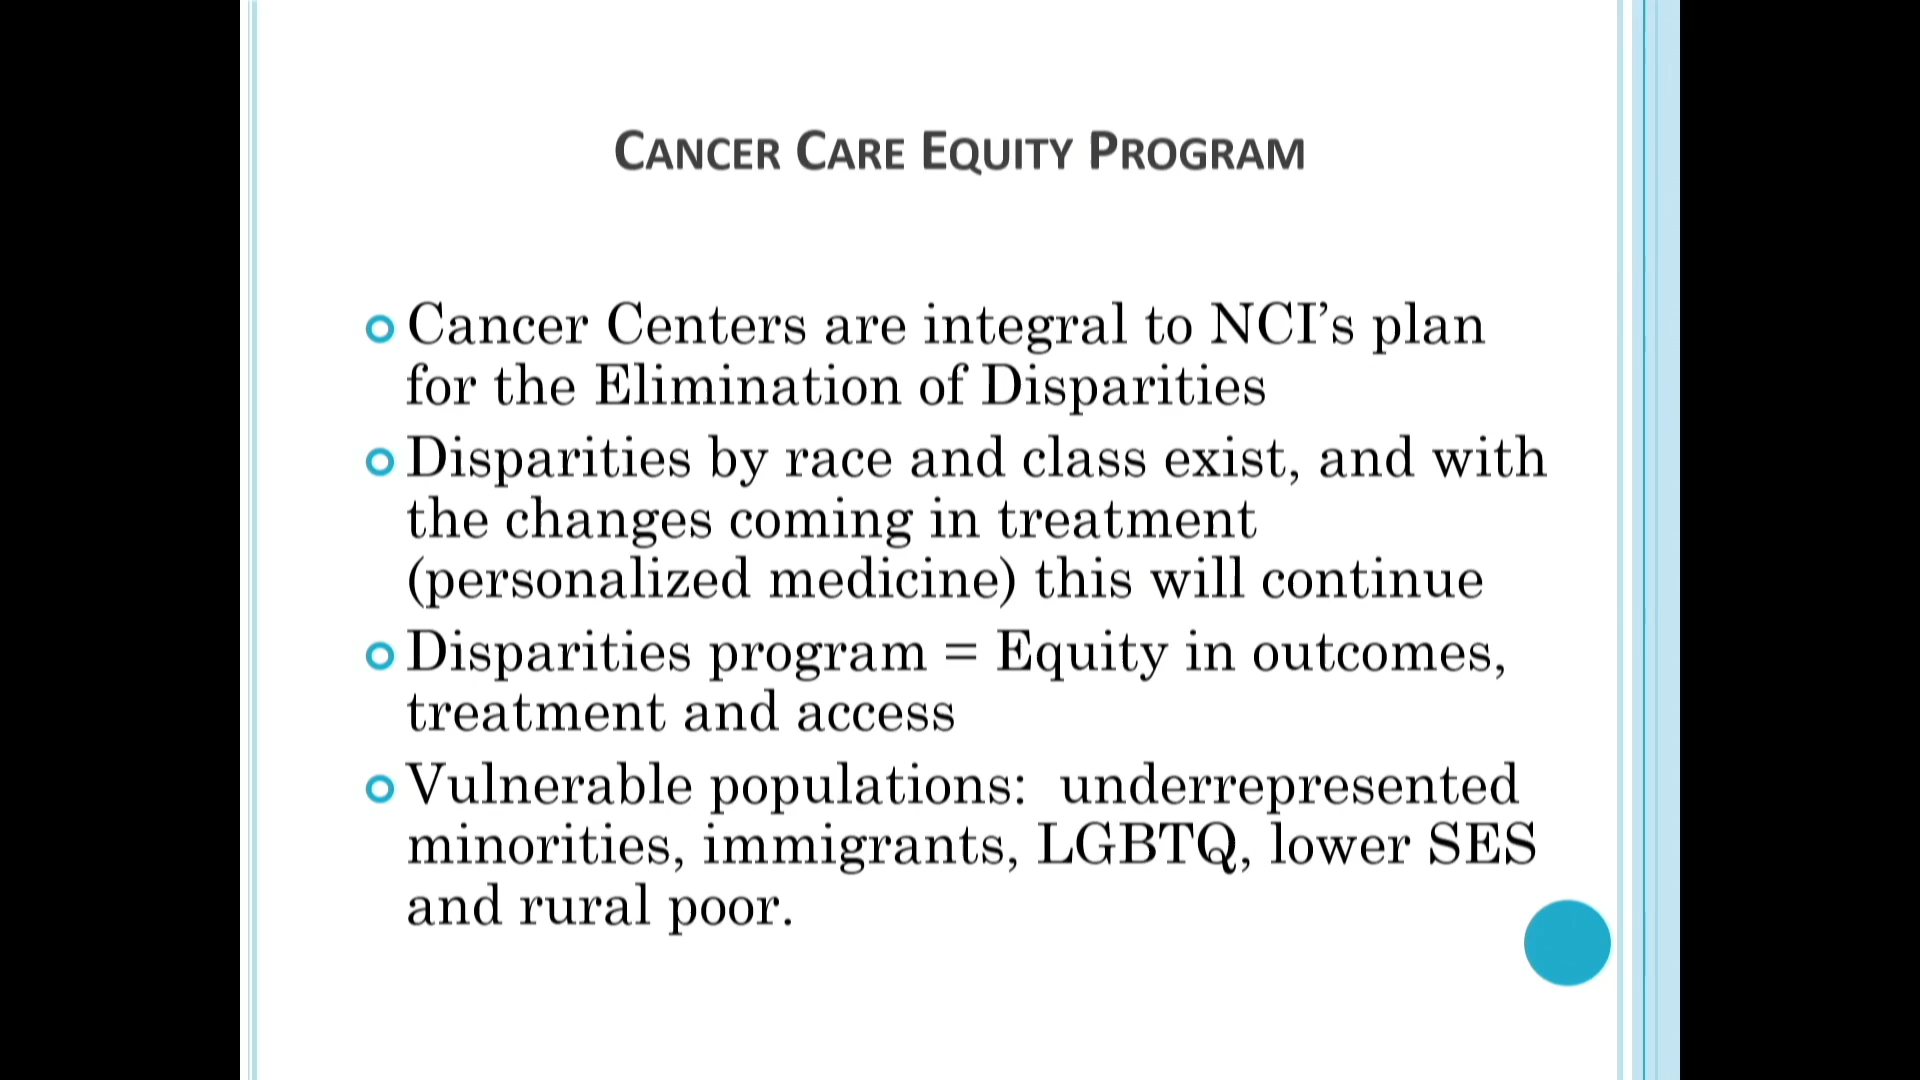 CANCER CARE EQUITY PROGRAM
Cancer Centers are integral to NCI’s plan
for the Elimination of Disparities
Disparities by race and class exist, and with
the changes coming in treatment
(personalized medicine) this will continue
Disparities program = Equity in outcomes,
treatment and access
Vulnerable populations:  underrepresented
minorities, immigrants, LGBTQ, lower SES
and rural poor.